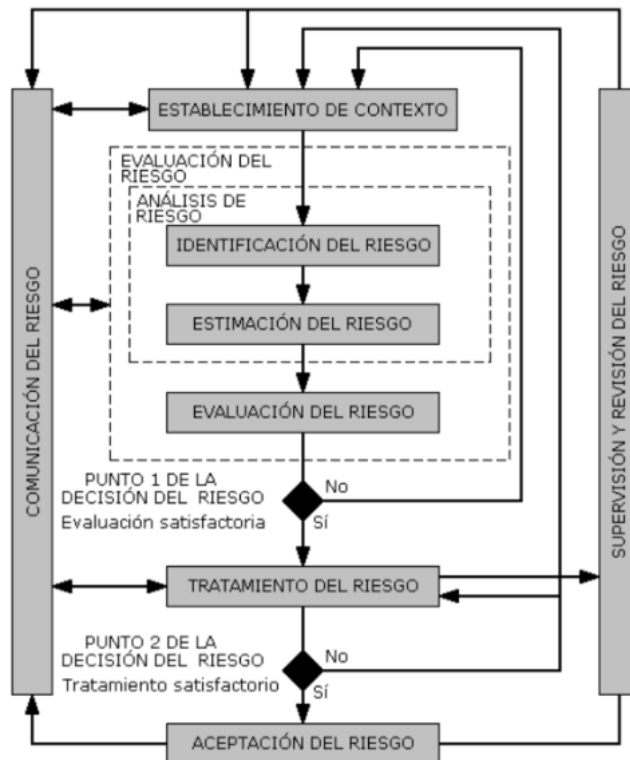 ESTABLECIMIENTO DE CONTEXTO
EVALUACIÓN DEL
RIESGO
ANÁLISIS DE
RIESGO
IDENTIFICACIÓN DEL RIESGO
ESTIMACIÓN DEL RIESGO
EVALUACIÓN DEL RIESGO
COMUNICACIÓN DEL RIESGO
SUPERVISIÓN Y REVISIÓN DEL RIESGO
PUNTO 1 DE LA
DECISIÓN DEL RIESGO
Evaluación satisfactoria
No
Sí
TRATAMIENTO DEL RIESGO
PUNTO 2 DE LA
DECISIÓN DEL RIESGO
Tratamiento satisfactorio
No
Sí
ACEPTACIÓN DEL RIESGO